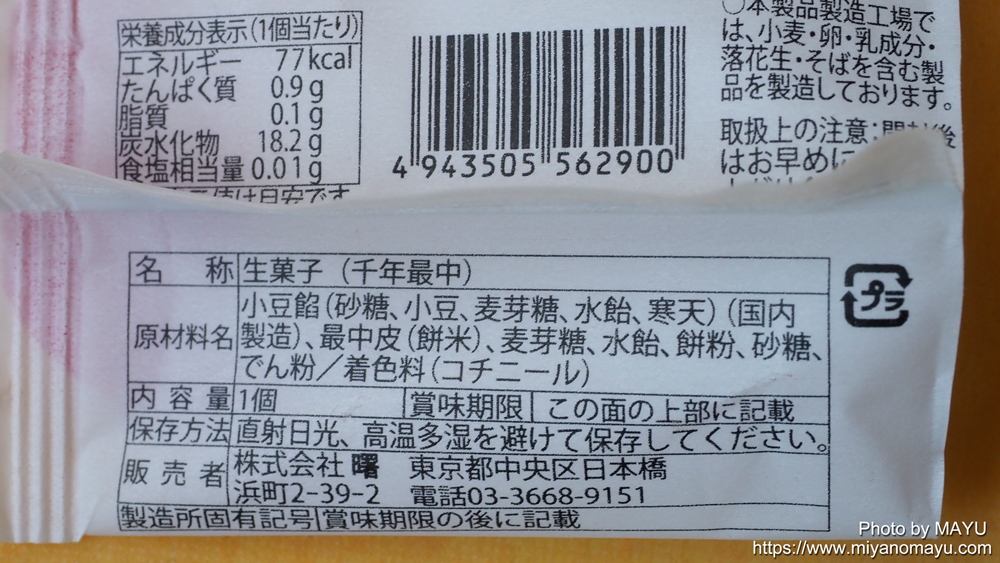 栄養成分表示(1個当たり)
エネルギー 77kcal
たんぱく質 0.9g
脂質 0.1g
炭水化物 18.2g
食塩相当量 0.01g
4 943505 562900
○本製品製造工場で
は、小麦・卵・乳成分・
落花生・そばを含む製
品を製造しております。
取扱上の注意:開封後
はお早めに
名称 生菓子(千年最中)
原材料名 小豆餡(砂糖、小豆、麦芽糖、水飴、寒天)(国内
製造)、最中皮(餅米)、麦芽糖、水飴、餅粉、砂糖、
でん粉/着色料(コチニール)
内容量 1個 賞味期限 この面の上部に記載
保存方法 直射日光、高温多湿を避けて保存してください。
販売者 株式会社 曙 東京都中央区日本橋
浜町2-39-2 電話03-3668-9151
製造所固有記号 賞味期限の後に記載
プラ
Photo by MAYU
https://www.miyanomayu.com